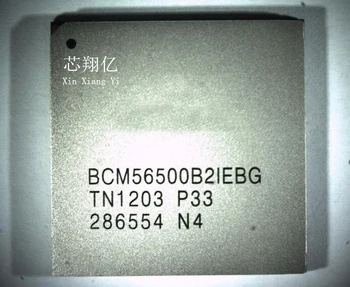 芯翔亿
Xin Xiang Yi
BCM56500B2IEBG
TN1203 P33
286554 N4